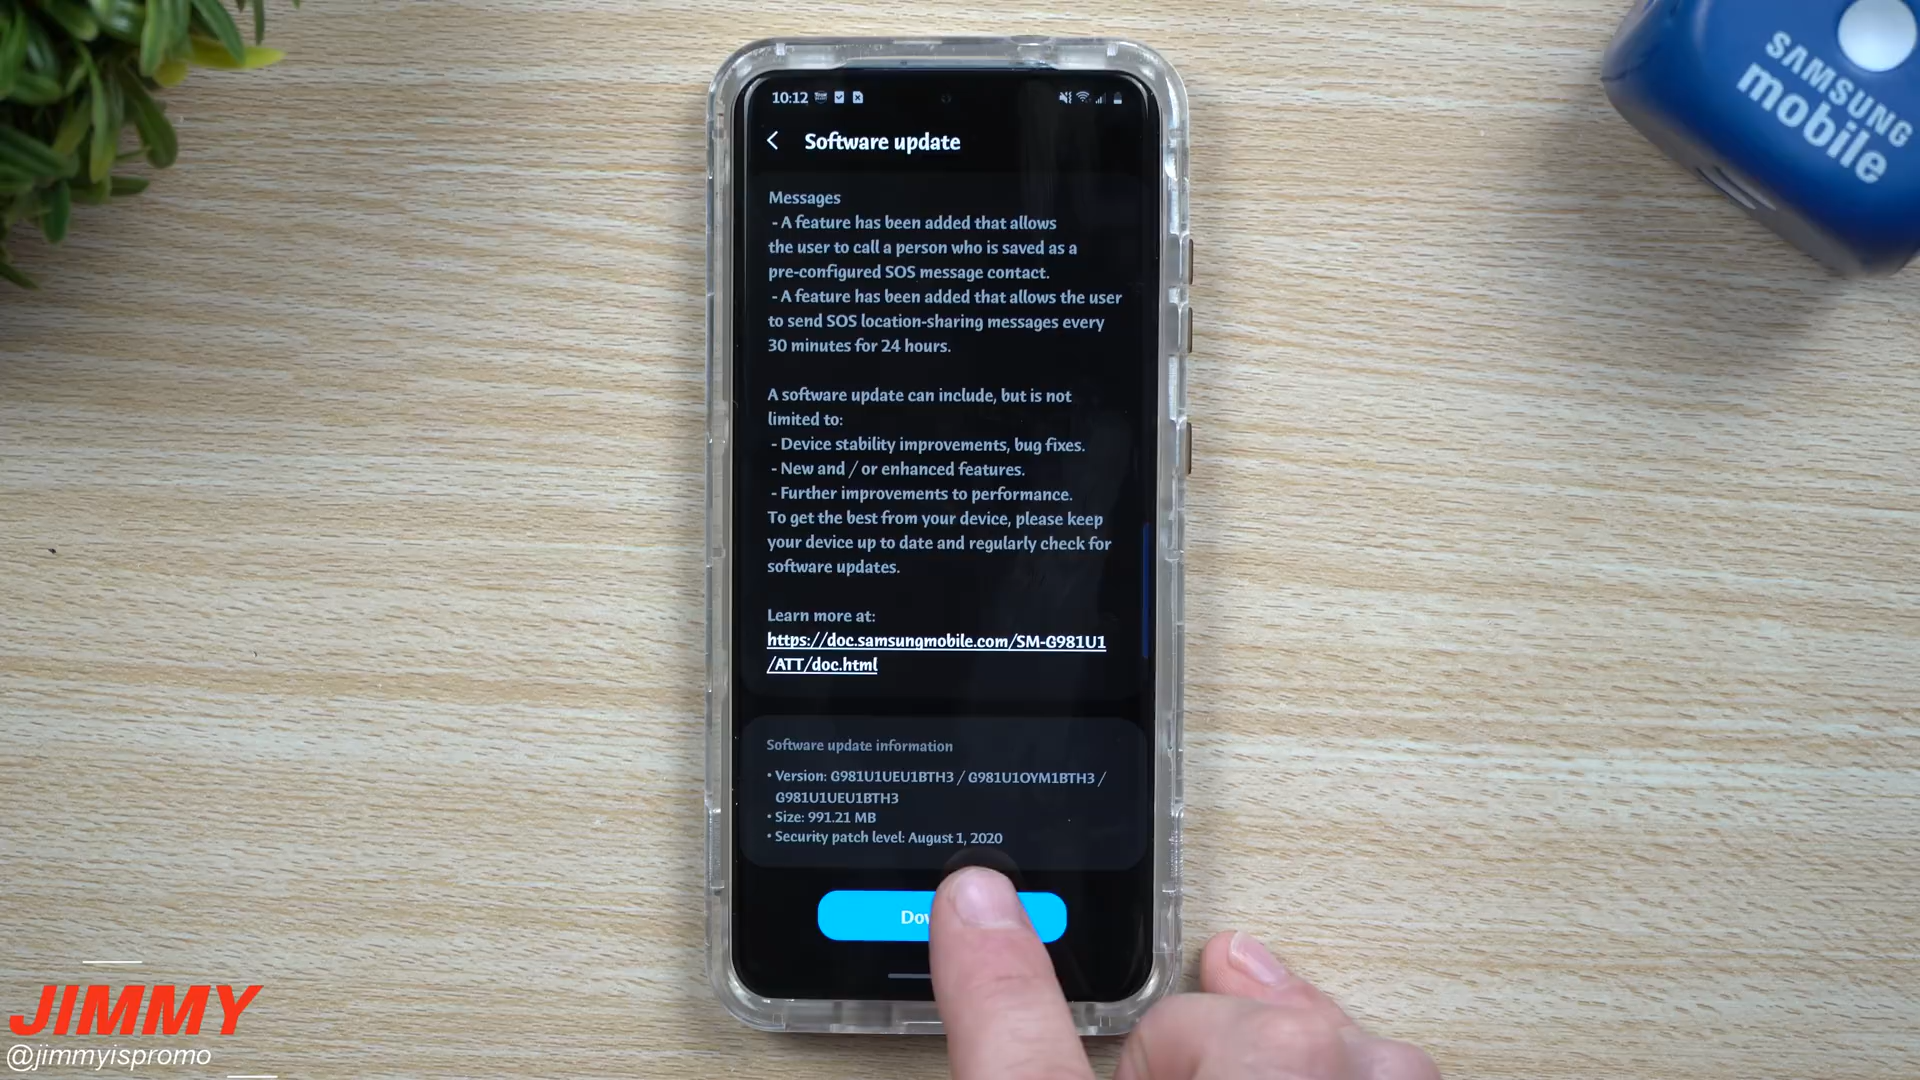 10:12
Software update
Messages
- A feature has been added that allows
the user to call a person who is saved as a
pre-configured SOS message contact.
- A feature has been added that allows the user
to send SOS location-sharing messages every
30 minutes for 24 hours.
A software update can include, but is not
limited to:
- Device stability improvements, bug fixes.
- New and / or enhanced features.
- Further improvements to performance.
To get the best from your device, please keep
your device up to date and regularly check for
software updates.
Learn more at:
https://doc.samsungmobile.com/SM-G981U1
/ATT/doc.html
Software update information
• Version: G981U1UEU1BTH3 / G981U1OYM1BTH3 /
G981U1UEU1BTH3
• Size: 991.21 MB
• Security patch level: August 1, 2020
SAMSUNG
mobile
JIMMY
@jimmyispromo